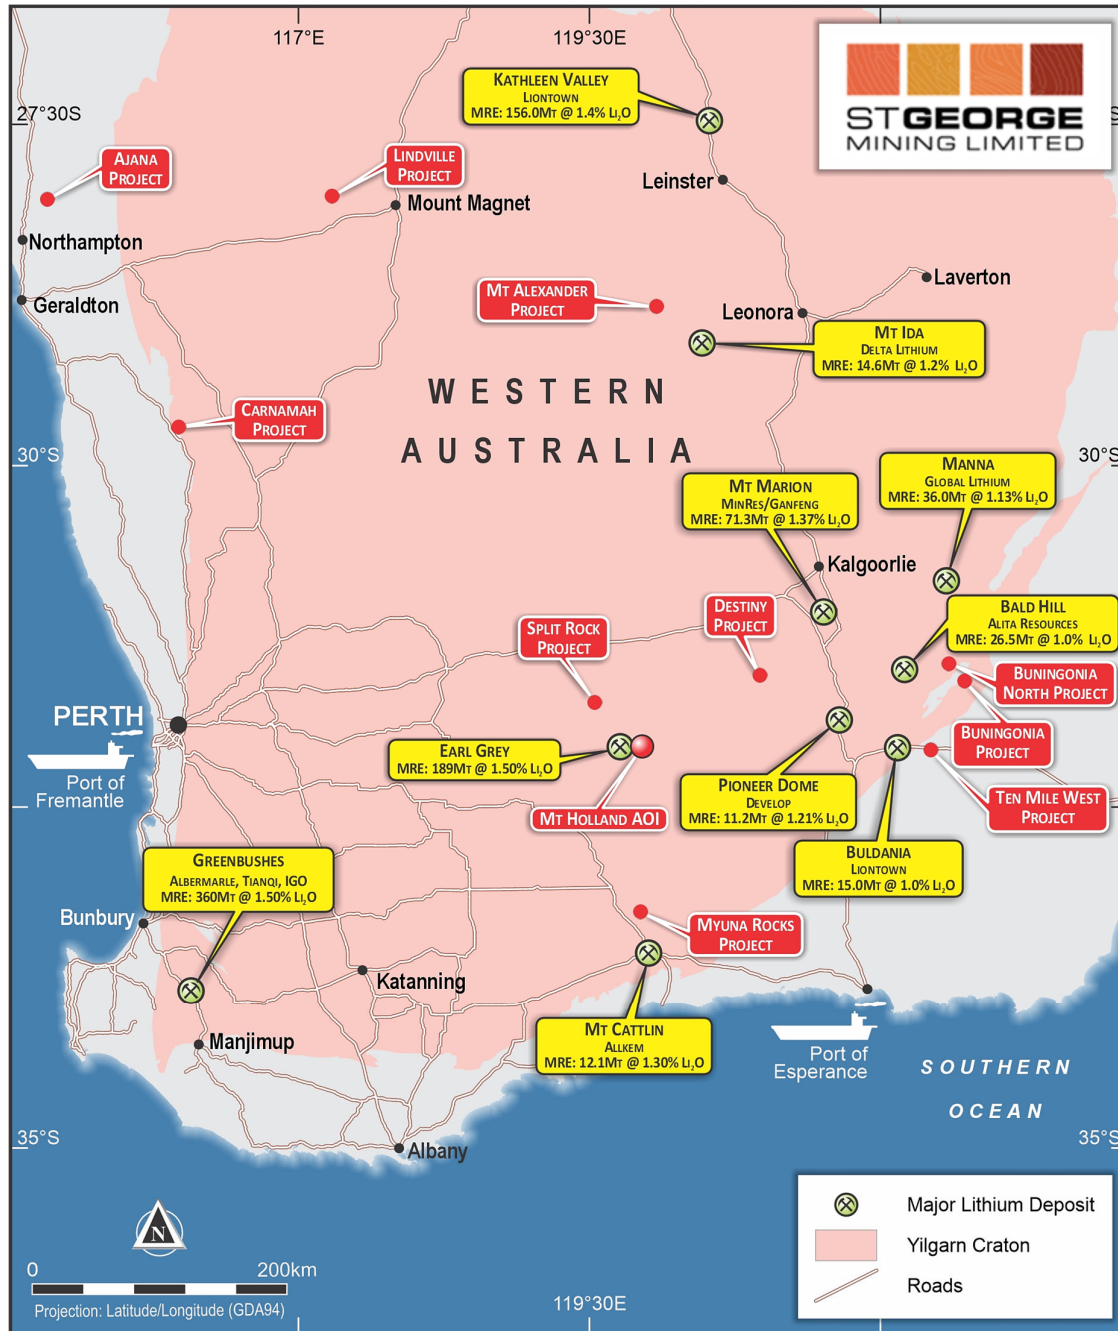 117°E
119°30'E
27°30'S
STGEORGE
MINING LIMITED
KATHLEEN VALLEY
LIONTOWN
MRE: 156.0MT @ 1.4% LI₂O
AJANA
PROJECT
LINDVILLE
PROJECT
Leinster
Mount Magnet
Northampton
Geraldton
MT ALEXANDER
PROJECT
Laverton
Leonora
MT IDA
DELTA LITHIUM
MRE: 14.6MT @ 1.2% LI₂O
WESTERN
AUSTRALIA
CARNAMAH
PROJECT
30°S
30°S
MT MARION
MINRES/GANFENG
MRE: 71.3MT @ 1.37% LI₂O
MANNA
GLOBAL LITHIUM
MRE: 36.0MT @ 1.13% LI₂O
Kalgoorlie
DESTINY
PROJECT
SPLIT ROCK
PROJECT
BALD HILL
ALITA RESOURCES
MRE: 26.5MT @ 1.0% LI₂O
BUNINGONIA
NORTH PROJECT
BUNINGONIA
PROJECT
PERTH
Port of
Fremantle
EARL GREY
MRE: 189MT @ 1.50% LI₂O
MT HOLLAND AOI
PIONEER DOME
DEVELOP
MRE: 11.2MT @ 1.21% LI₂O
TEN MILE WEST
PROJECT
BULDANIA
LIONTOWN
MRE: 15.0MT @ 1.0% LI₂O
GREENBUSHES
ALBERMARLE, TIANQI, IGO
MRE: 360MT @ 1.50% LI₂O
Bunbury
MYUNA ROCKS
PROJECT
Katanning
Manjimup
MT CATTLIN
ALLKEM
MRE: 12.1MT @ 1.30% LI₂O
Port of
Esperance
SOUTHERN
OCEAN
35°S
35°S
Albany
N
0
200km
Projection: Latitude/Longitude (GDA94)
119°30'E
Major Lithium Deposit
Yilgarn Craton
Roads